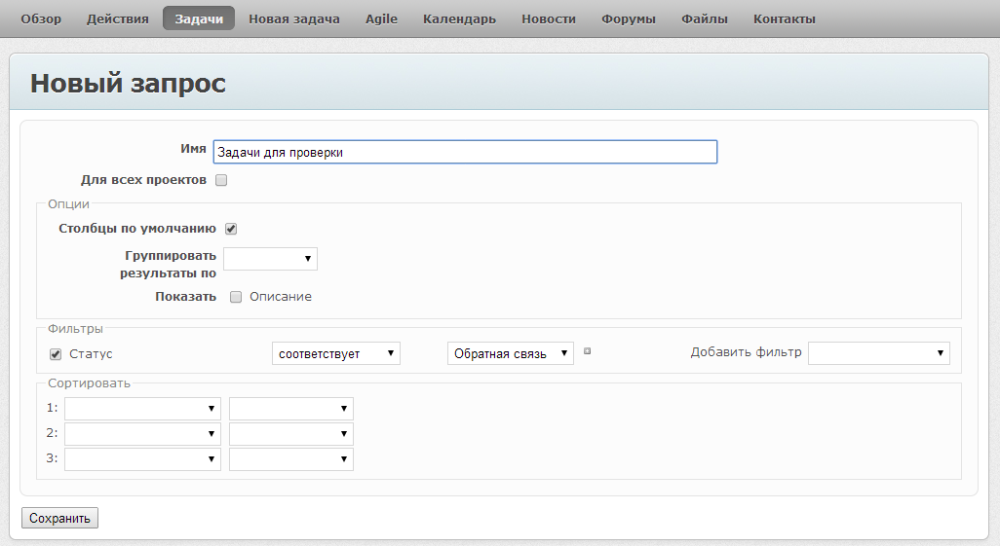 Обзор Действия Задачи Новая задача Agile Календарь Новости Форумы Файлы Контакты
Новый запрос
Имя Задачи для проверки
Для всех проектов
Опции
Столбцы по умолчанию
Группировать
результаты по
Показать Описание
Фильтры
Статус соответствует Обратная связь Добавить фильтр
Сортировать
1:
2:
3:
Сохранить